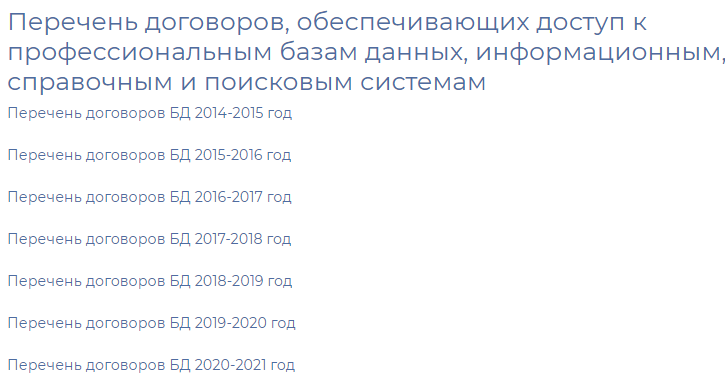 Перечень договоров, обеспечивающих доступ к
профессиональным базам данных, информационным,
справочным и поисковым системам
Перечень договоров БД 2014-2015 год
Перечень договоров БД 2015-2016 год
Перечень договоров БД 2016-2017 год
Перечень договоров БД 2017-2018 год
Перечень договоров БД 2018-2019 год
Перечень договоров БД 2019-2020 год
Перечень договоров БД 2020-2021 год